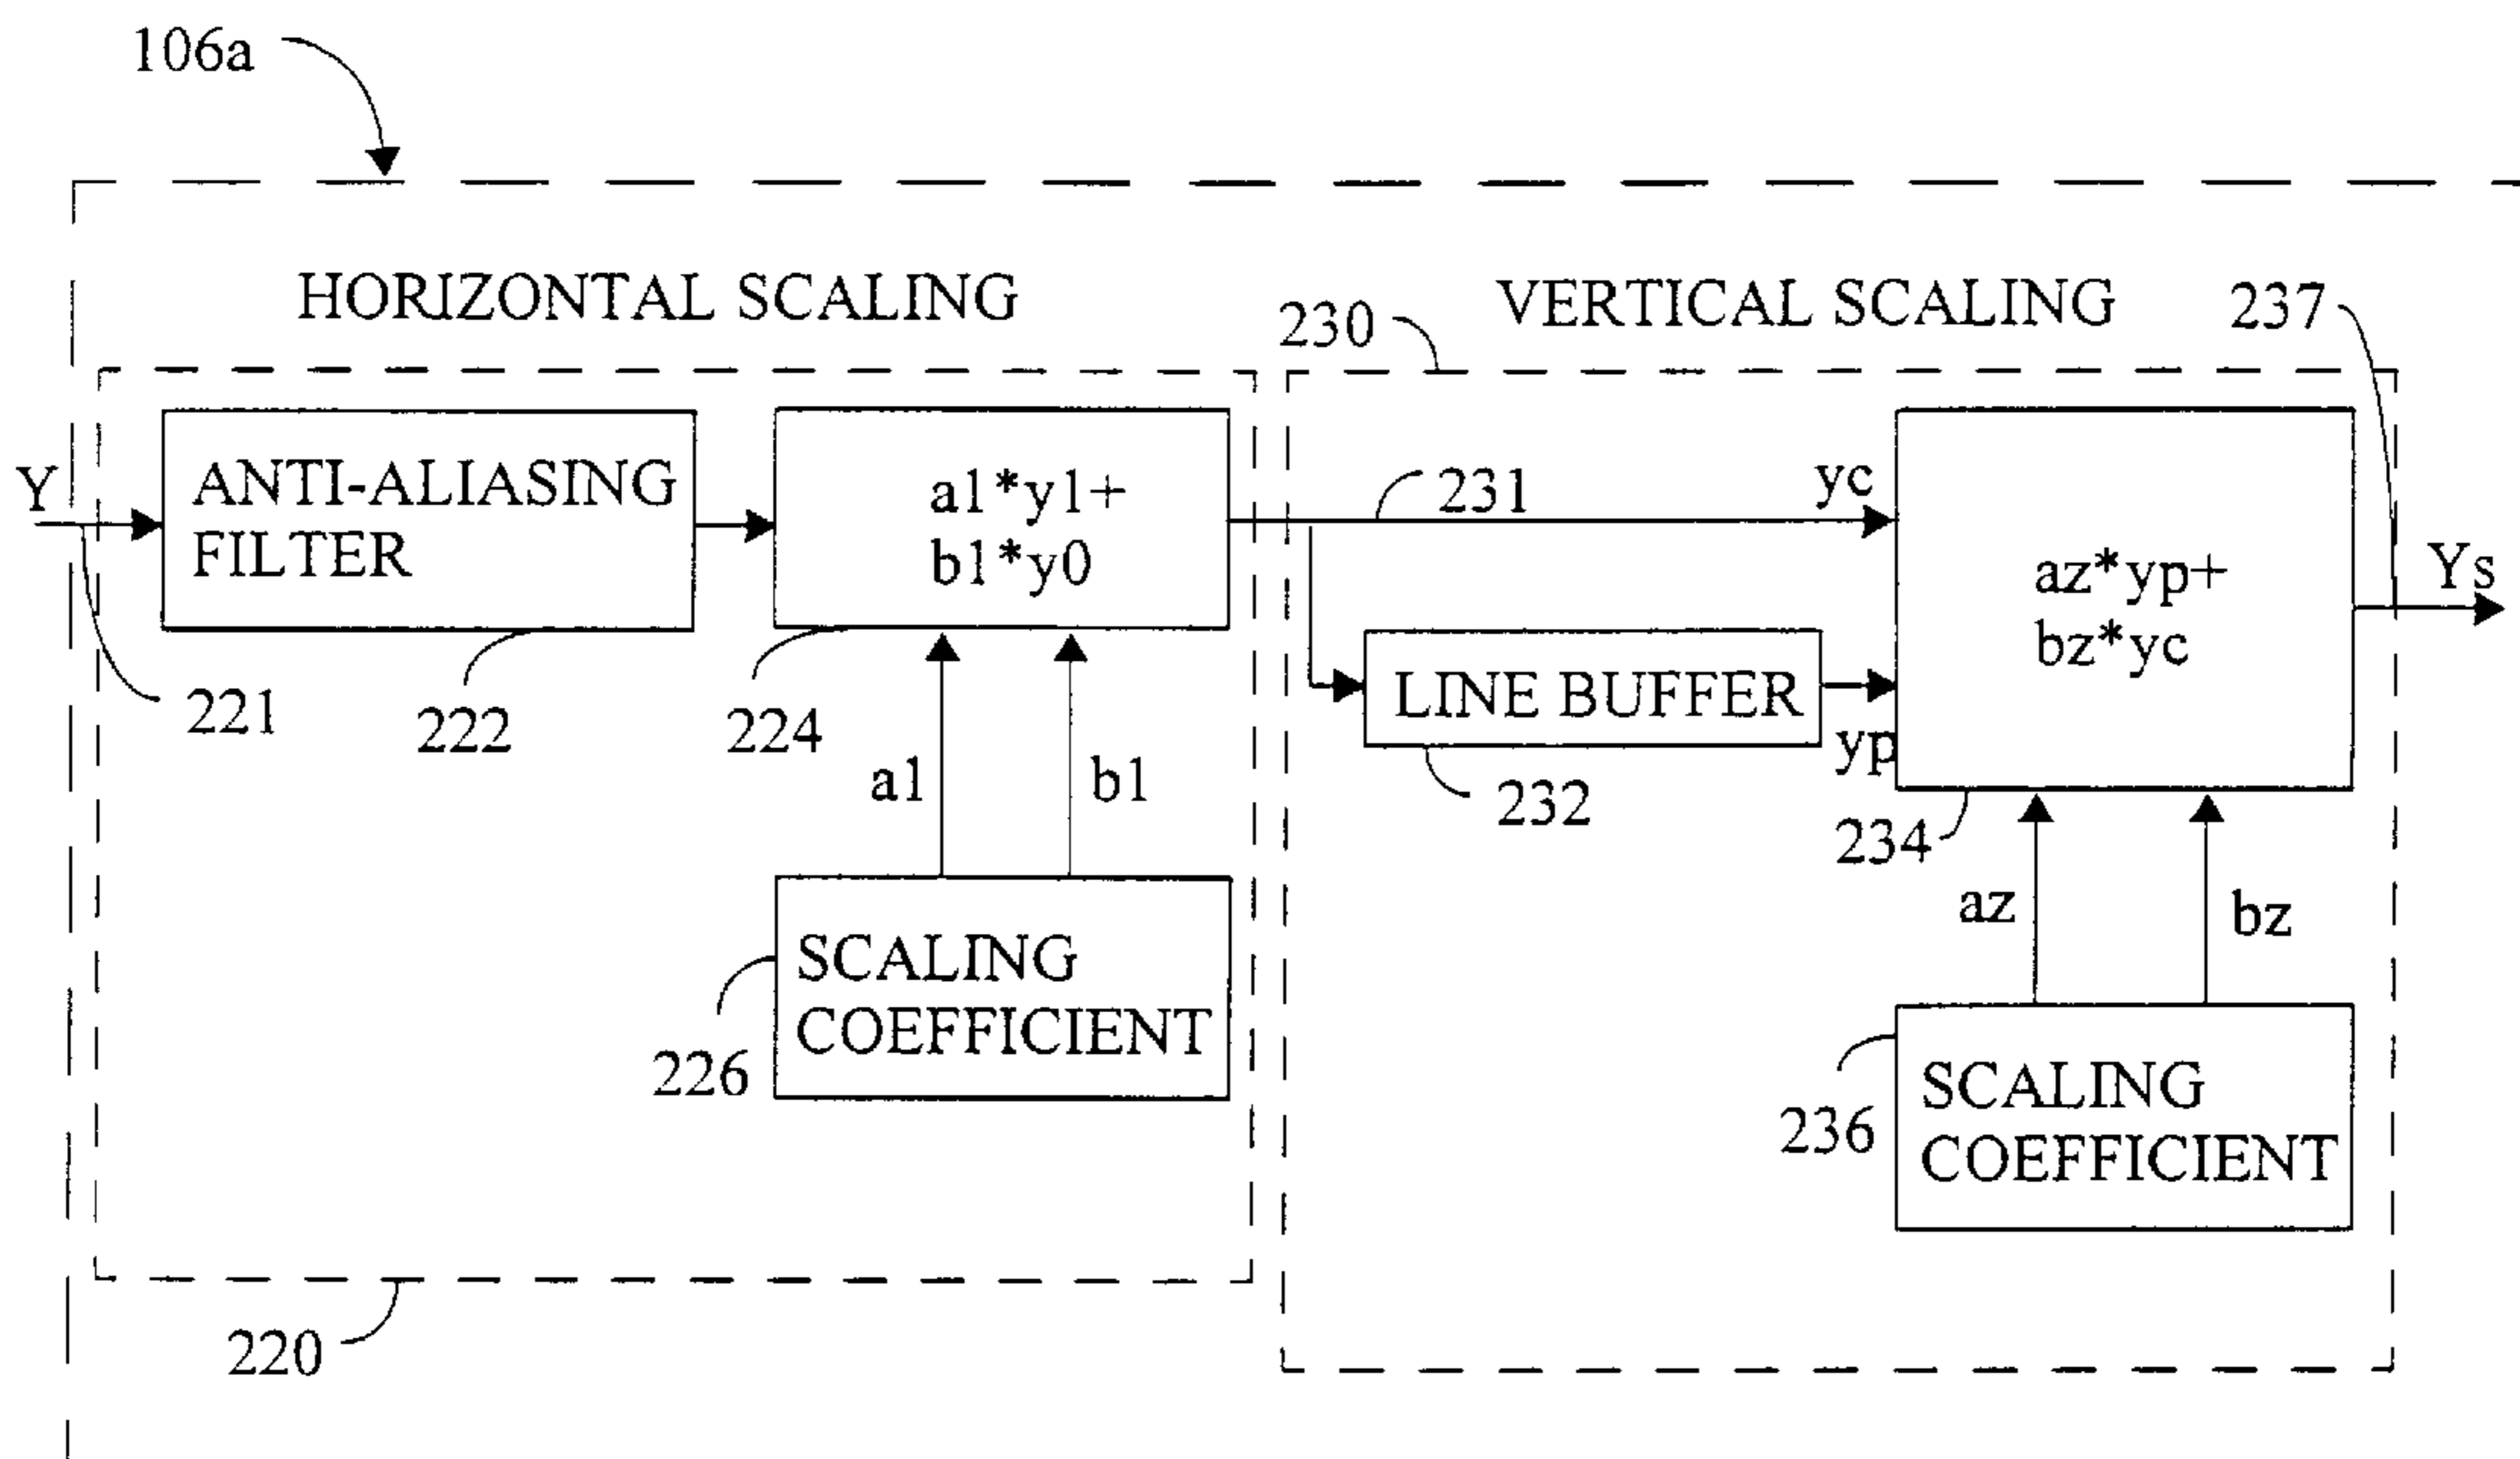 106a
HORIZONTAL SCALING
VERTICAL SCALING
230
237
Y
ANTI-ALIASING
FILTER
a1*y1+
b1*y0
231
yc
az*yp+
bz*yc
Ys
LINE BUFFER
yp
221
222
224
232
234
a1
b1
az
bz
SCALING
COEFFICIENT
226
SCALING
COEFFICIENT
236
220